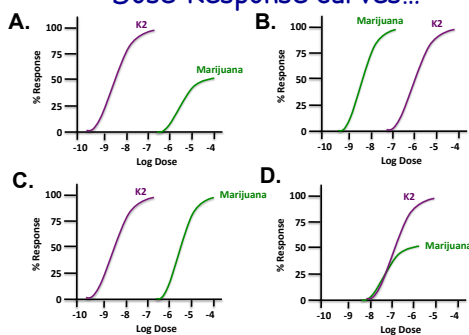 Dose Response curves…
A.
K2
Marijuana
% Response
100
75
50
25
0
-10 -9 -8 -7 -6 -5 -4
Log Dose
B.
Marijuana
K2
% Response
100
75
50
25
0
-10 -9 -8 -7 -6 -5 -4
Log Dose
C.
K2
Marijuana
% Response
100
75
50
25
0
-10 -9 -8 -7 -6 -5 -4
Log Dose
D.
K2
Marijuana
% Response
100
75
50
25
0
-10 -9 -8 -7 -6 -5 -4
Log Dose